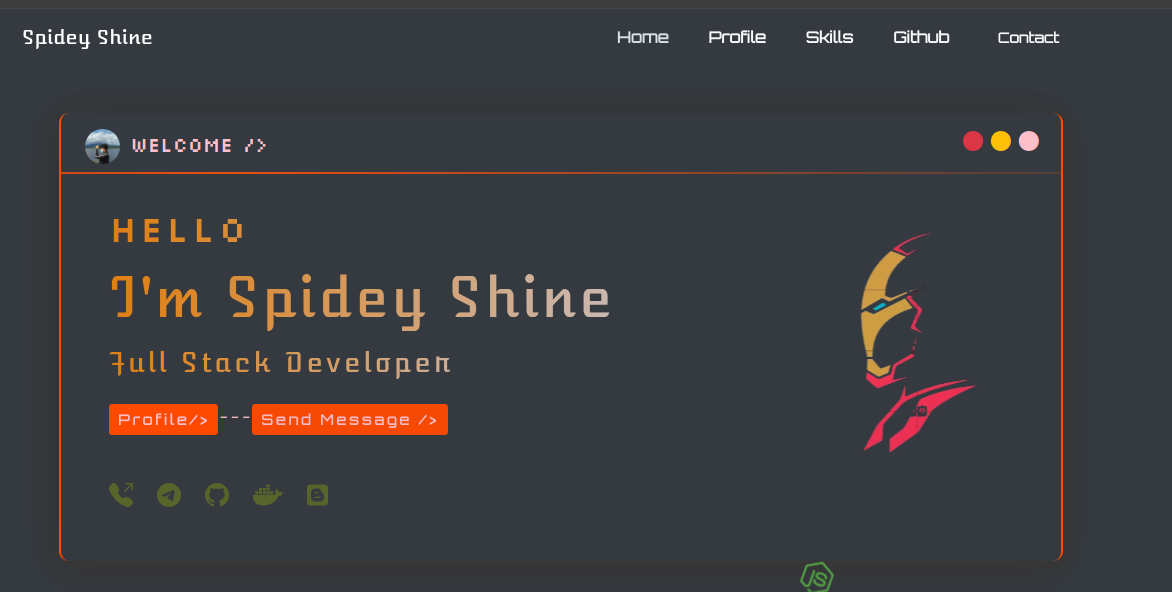 Spidey Shine
Home Profile Skills Github Contact
WELCOME />
HELLO
I'm Spidey Shine
Full Stack Developer
Profile/>---Send Message />
JS